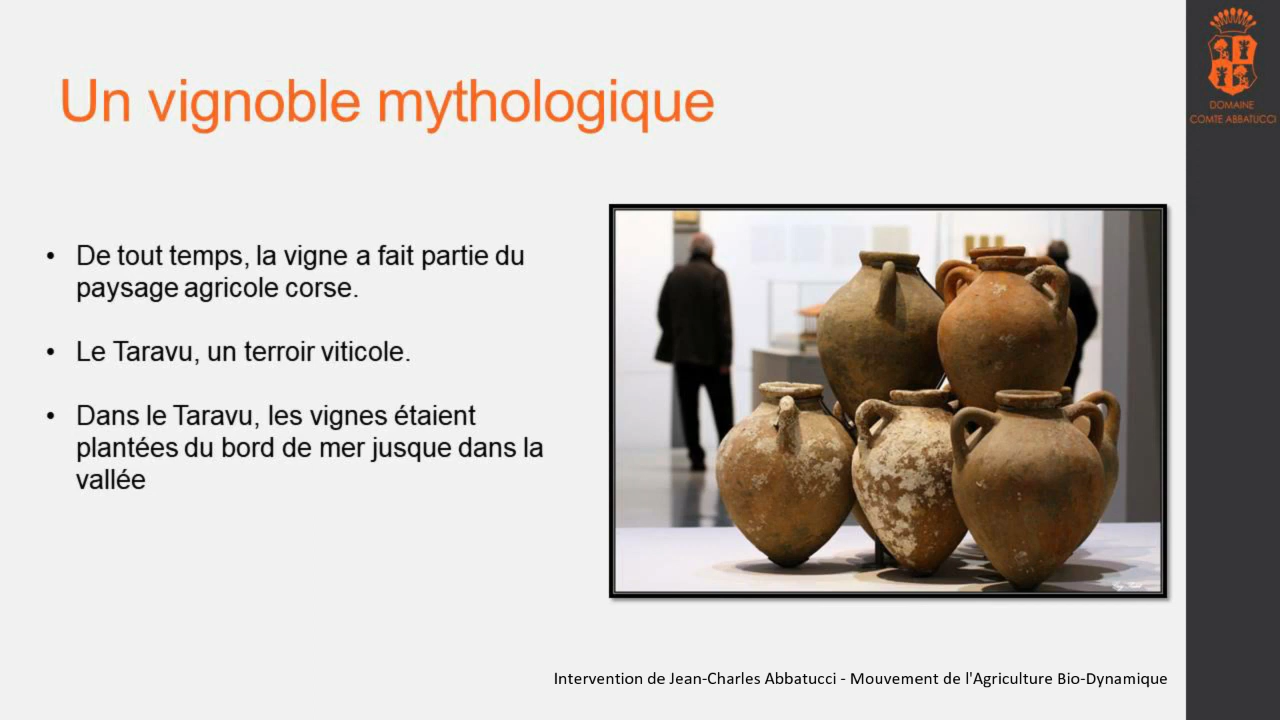 Un vignoble mythologique
DOMAINE
COMTE ABBATUCCI
• De tout temps, la vigne a fait partie du
paysage agricole corse.
• Le Taravu, un terroir viticole.
• Dans le Taravu, les vignes étaient
plantées du bord de mer jusque dans la
vallée
Intervention de Jean-Charles Abbatucci - Mouvement de l'Agriculture Bio-Dynamique